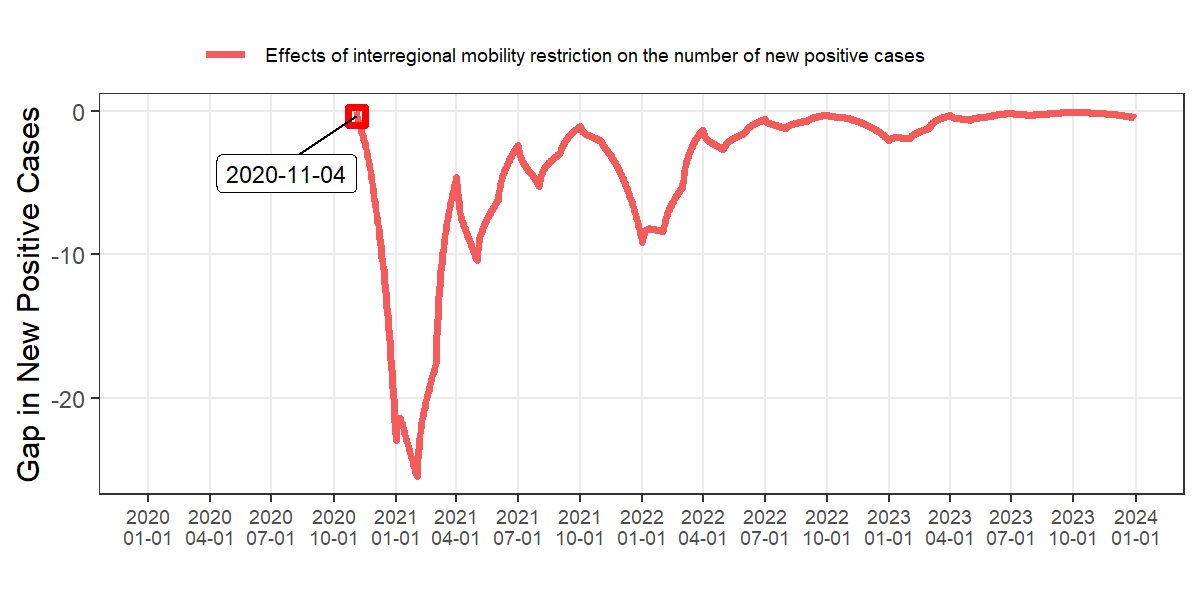 Effects of interregional mobility restriction on the number of new positive cases
Gap in New Positive Cases
0
-10
-20
2020-11-04
2020 2020 2020 2020 2021 2021 2021 2021 2022 2022 2022 2022 2023 2023 2023 2023 2024
01-01 04-01 07-01 10-01 01-01 04-01 07-01 10-01 01-01 04-01 07-01 10-01 01-01 04-01 07-01 10-01 01-01